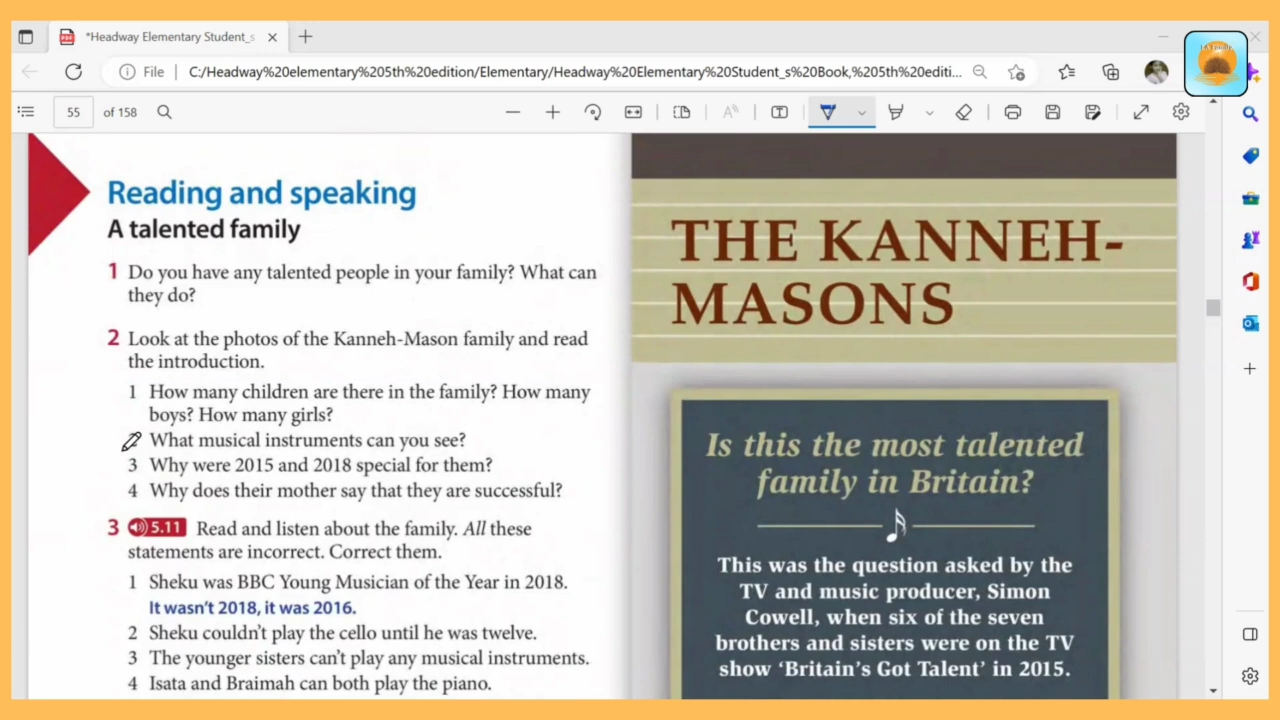 *Headway Elementary Student_s
File
C:/Headway%20elementary%205th%20edition/Elementary/Headway%20Elementary%20Student_s%20Book,%205th%20editi...
55 of 158
Reading and speaking
A talented family
1 Do you have any talented people in your family? What can
they do?
2 Look at the photos of the Kanneh-Mason family and read
the introduction.
1 How many children are there in the family? How many
boys? How many girls?
What musical instruments can you see?
3 Why were 2015 and 2018 special for them?
4 Why does their mother say that they are successful?
3 5.11 Read and listen about the family. All these
statements are incorrect. Correct them.
1 Sheku was BBC Young Musician of the Year in 2018.
It wasn't 2018, it was 2016.
2 Sheku couldn't play the cello until he was twelve.
3 The younger sisters can't play any musical instruments.
4 Isata and Braimah can both play the piano.
THE KANNEH-
MASONS
Is this the most talented
family in Britain?
This was the question asked by the
TV and music producer, Simon
Cowell, when six of the seven
brothers and sisters were on the TV
show ‘Britain's Got Talent’ in 2015.